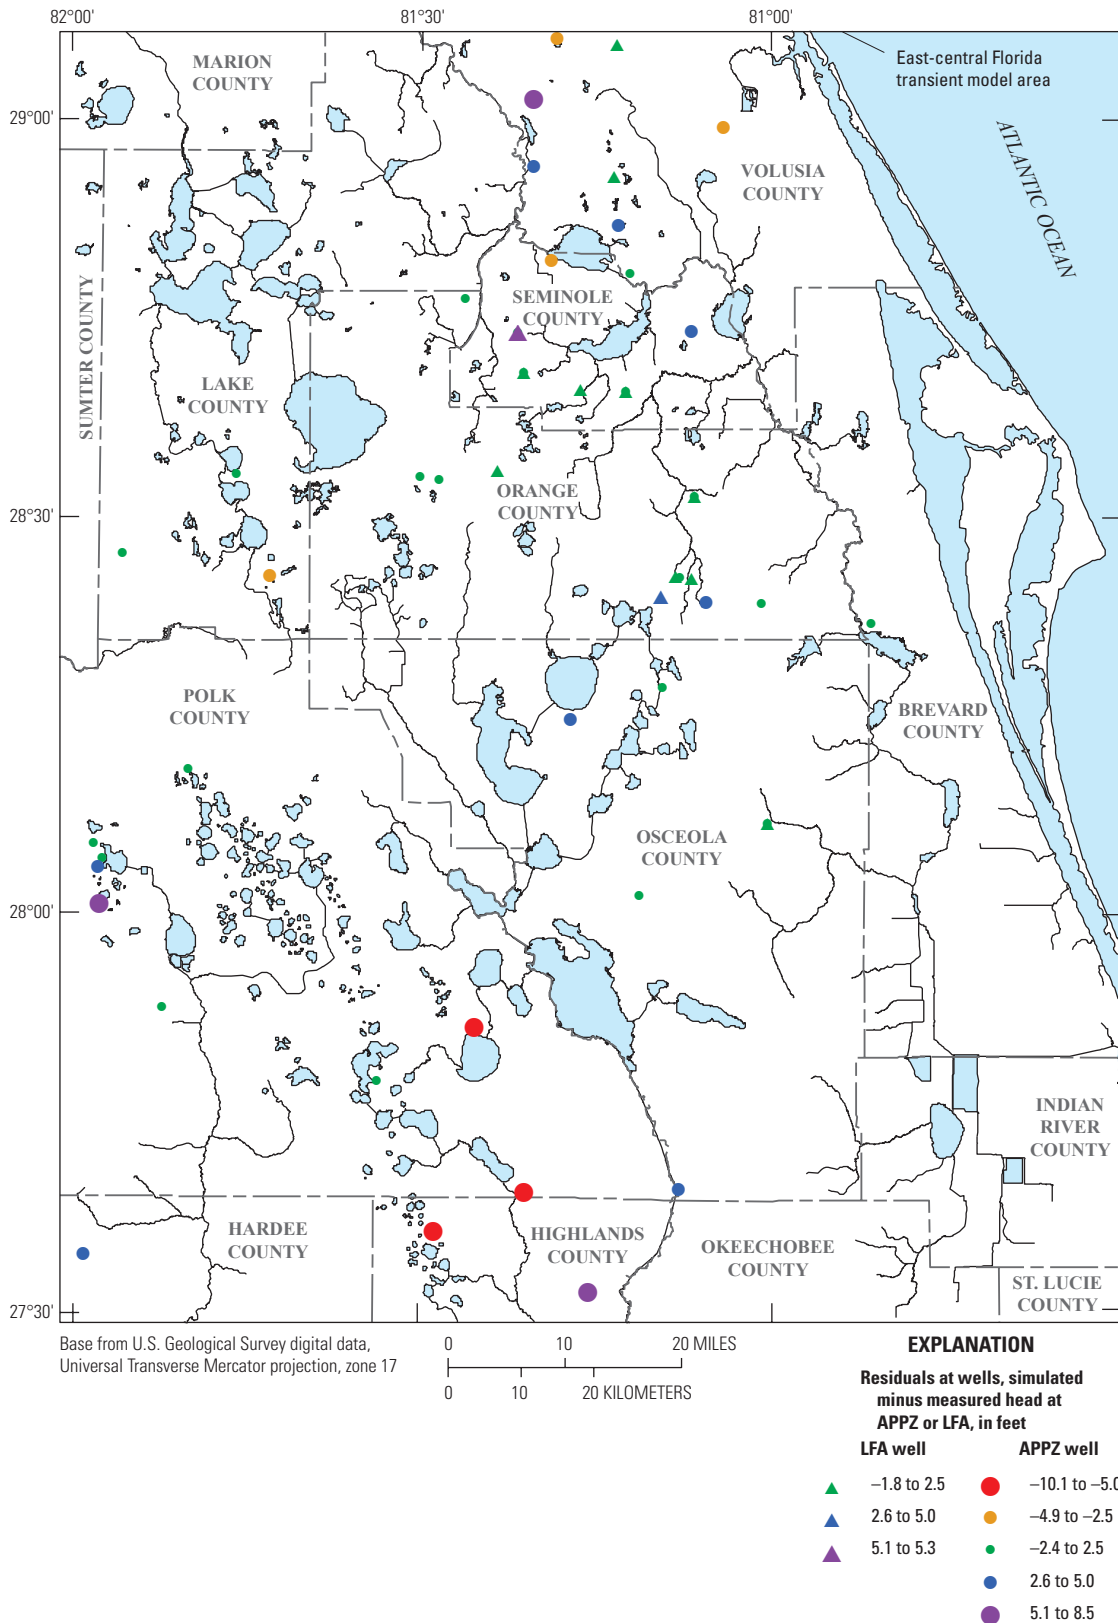 82°00'
81°30'
81°00'
MARION
COUNTY
East-central Florida
transient model area
29°00'
VOLUSIA
COUNTY
ATLANTIC OCEAN
SUMTER COUNTY
SEMINOLE
COUNTY
LAKE
COUNTY
ORANGE
COUNTY
28°30'
POLK
COUNTY
BREVARD
COUNTY
OSCEOLA
COUNTY
28°00'
INDIAN
RIVER
COUNTY
HARDEE
COUNTY
HIGHLANDS
COUNTY
OKEECHOBEE
COUNTY
ST. LUCIE
COUNTY
27°30'
Base from U.S. Geological Survey digital data,
Universal Transverse Mercator projection, zone 17
0 10 20 MILES
0 10 20 KILOMETERS
EXPLANATION
Residuals at wells, simulated
minus measured head at
APPZ or LFA, in feet
LFA well APPZ well
–1.8 to 2.5 –10.1 to –5.0
2.6 to 5.0 –4.9 to –2.5
5.1 to 5.3 –2.4 to 2.5
2.6 to 5.0
5.1 to 8.5